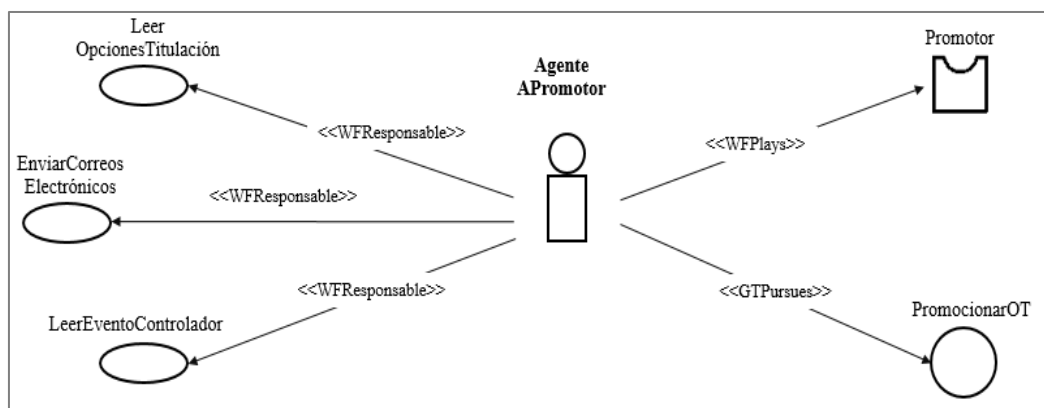 Leer
OpcionesTitulación
Agente
APromotor
Promotor
<<WFResponsable>>
<<WFPlays>>
EnviarCorreos
Electrónicos
<<WFResponsable>>
<<WFResponsable>>
<<GTPursues>>
LeerEventoControlador
PromocionarOT